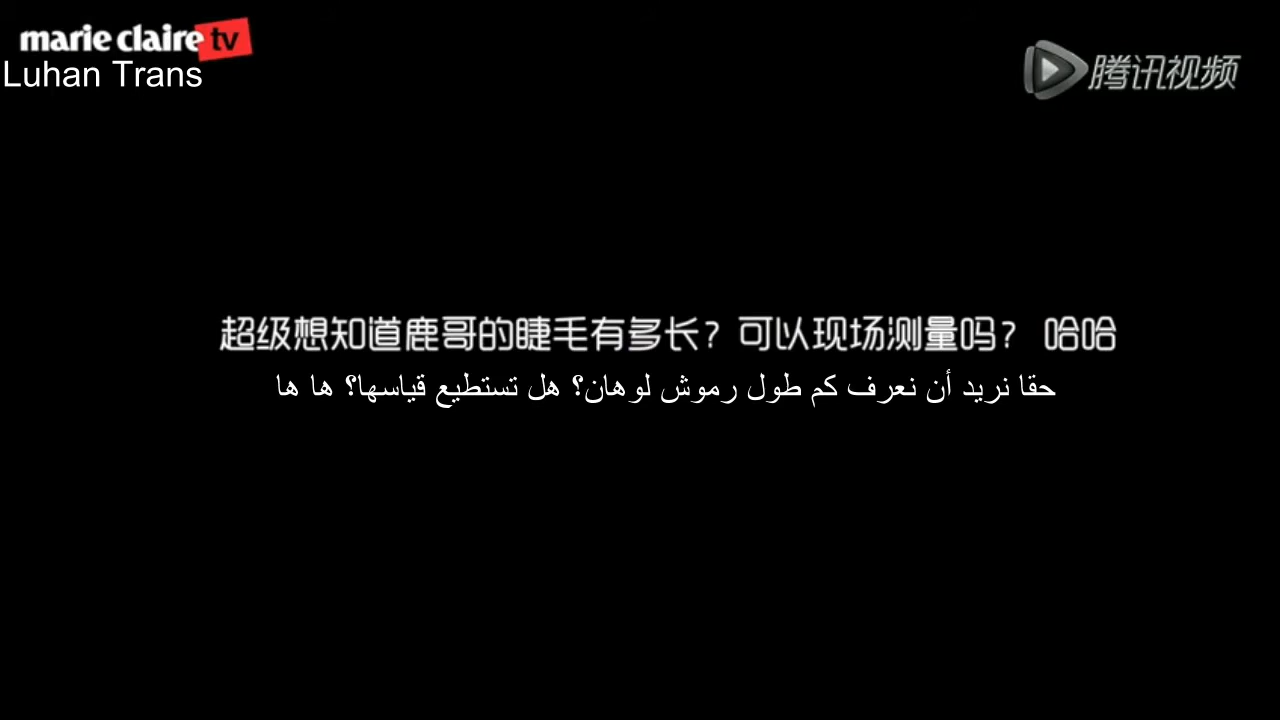 marie claire tv
Luhan Trans
腾讯视频
超级想知道鹿哥的睫毛有多长？可以现场测量吗？ 哈哈
حقا نريد أن نعرف كم طول رموش لوهان؟ هل تستطيع قياسها؟ ها ها